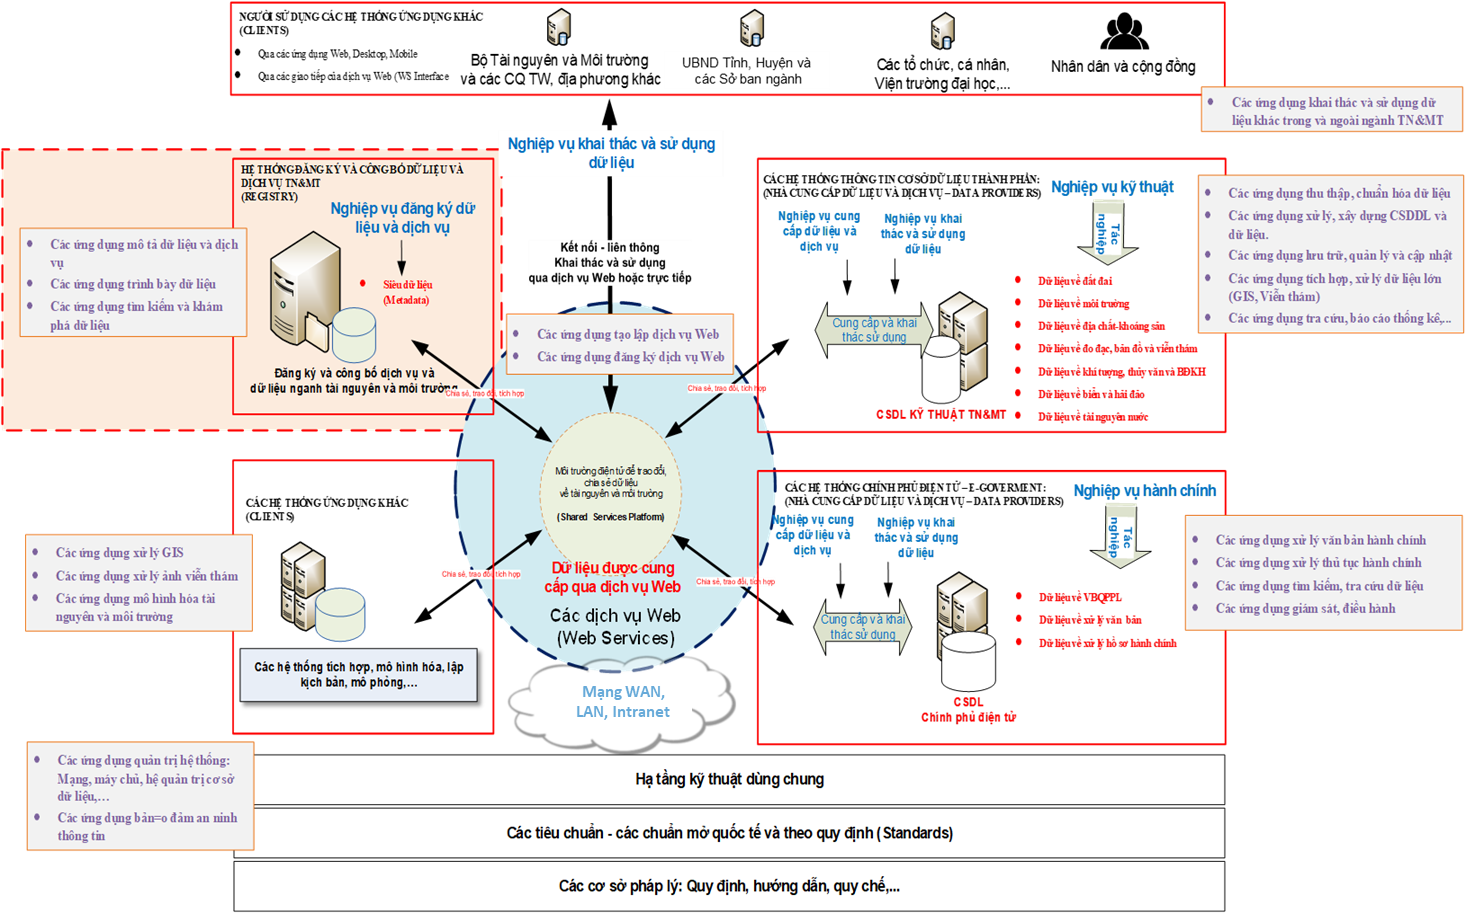 NGƯỜI SỬ DỤNG CÁC HỆ THỐNG ỨNG DỤNG KHÁC
(CLIENTS)
Qua các ứng dụng Web, Desktop, Mobile
Qua các giao tiếp của dịch vụ Web (WS Interface
Bộ Tài nguyên và Môi trường
và các CQ TW, địa phương khác
UBND Tỉnh, Huyện và
các Sở ban ngành
Các tổ chức, cá nhân,
Viện trường đại học,...
Nhân dân và cộng đồng
Các ứng dụng khai thác và sử dụng dữ
liệu khác trong và ngoài ngành TN&MT
Nghiệp vụ khai thác và sử dụng
dữ liệu
HỆ THỐNG ĐĂNG KÝ VÀ CÔNG BỐ DỮ LIỆU VÀ
DỊCH VỤ TN&MT
(REGISTRY)
Nghiệp vụ đăng ký dữ
liệu và dịch vụ
Các ứng dụng mô tả dữ liệu và dịch
vụ
Các ứng dụng trình bày dữ liệu
Các ứng dụng tìm kiếm và khám
phá dữ liệu
Siêu dữ liệu
(Metadata)
Đăng ký và công bố dịch vụ và
dữ liệu ngành tài nguyên và môi trường
Kết nối - liên thông
Khai thác và sử dụng
qua dịch vụ Web hoặc trực tiếp
Các ứng dụng tạo lập dịch vụ Web
Các ứng dụng đăng ký dịch vụ Web
Chia sẻ, trao đổi, tích hợp
Chia sẻ, trao đổi, tích hợp
CÁC HỆ THỐNG THÔNG TIN CƠ SỞ DỮ LIỆU THÀNH PHẦN:
(NHÀ CUNG CẤP DỮ LIỆU VÀ DỊCH VỤ – DATA PROVIDERS)
Nghiệp vụ kỹ thuật
Nghiệp vụ cung
cấp dữ liệu và
dịch vụ
Nghiệp vụ khai
thác và sử dụng
dữ liệu
Tác
nghiệp
Cung cấp và khai
thác sử dụng
CSDL KỸ THUẬT TN&MT
Dữ liệu về đất đai
Dữ liệu về môi trường
Dữ liệu về địa chất-khoáng sản
Dữ liệu về đo đạc, bản đồ và viễn thám
Dữ liệu về khí tượng, thủy văn và BĐKH
Dữ liệu về biển và hải đảo
Dữ liệu về tài nguyên nước
Các ứng dụng thu thập, chuẩn hóa dữ liệu
Các ứng dụng xử lý, xây dựng CSDDL và
dữ liệu.
Các ứng dụng lưu trữ, quản lý và cập nhật
Các ứng dụng tích hợp, xử lý dữ liệu lớn
(GIS, Viễn thám)
Các ứng dụng tra cứu, báo cáo thống kê,...
Môi trường điện tử để trao đổi,
chia sẻ dữ liệu
về tài nguyên và môi trường
(Shared Services Platform)
Dữ liệu được cung
cấp qua dịch vụ Web
Các dịch vụ Web
(Web Services)
Mạng WAN,
LAN, Intranet
CÁC HỆ THỐNG ỨNG DỤNG KHÁC
(CLIENTS)
Các ứng dụng xử lý GIS
Các ứng dụng xử lý ảnh viễn thám
Các ứng dụng mô hình hóa tài
nguyên và môi trường
Các hệ thống tích hợp, mô hình hóa, lập
kịch bản, mô phỏng,...
Chia sẻ, trao đổi, tích hợp
Chia sẻ, trao đổi, tích hợp
CÁC HỆ THỐNG CHÍNH PHỦ ĐIỆN TỬ – E-GOVERMENT:
(NHÀ CUNG CẤP DỮ LIỆU VÀ DỊCH VỤ – DATA PROVIDERS)
Nghiệp vụ hành chính
Nghiệp vụ cung
cấp dữ liệu và
dịch vụ
Nghiệp vụ khai
thác và sử dụng
dữ liệu
Tác
nghiệp
Cung cấp và khai
thác sử dụng
CSDL
Chính phủ điện tử
Dữ liệu về VBQPPL
Dữ liệu về xử lý văn bản
Dữ liệu về xử lý hồ sơ hành chính
Các ứng dụng xử lý văn bản hành chính
Các ứng dụng xử lý thủ tục hành chính
Các ứng dụng tìm kiếm, tra cứu dữ liệu
Các ứng dụng giám sát, điều hành
Các ứng dụng quản trị hệ thống:
Mạng, máy chủ, hệ quản trị cơ sở
dữ liệu,...
Các ứng dụng bản=o đảm an ninh
thông tin
Hạ tầng kỹ thuật dùng chung
Các tiêu chuẩn - các chuẩn mở quốc tế và theo quy định (Standards)
Các cơ sở pháp lý: Quy định, hướng dẫn, quy chế,...